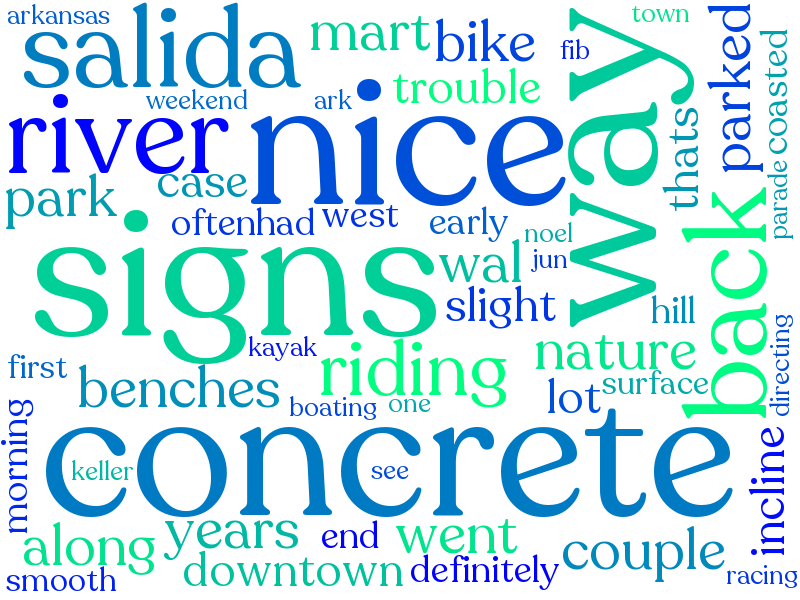 arkansas
salida
mart
bike
town
fib
weekend
ark
trouble
way
parked
coasted
river
nice
thats
park
case
parade
oftenhad
west
early
noel
back
signs
wal
jun
slight
hill
kayak
nature
directing
first
benches
riding
lot
surface
boating
one
morning
concrete
keller
see
incline
along
years
end
went
couple
downtown
definitely
smooth
racing